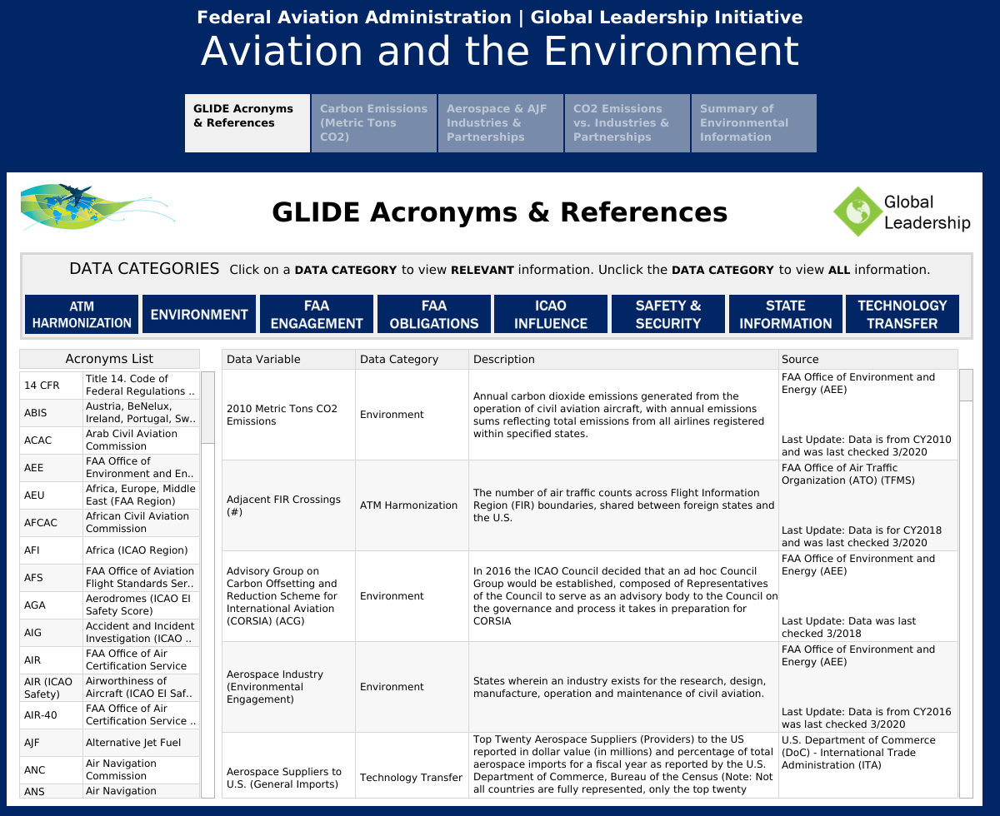 Federal Aviation Administration | Global Leadership Initiative
Aviation and the Environment
GLIDE Acronyms
& References
Carbon Emissions
(Metric Tons
CO2)
Aerospace & AJF
Industries &
Partnerships
CO2 Emissions
vs. Industries &
Partnerships
Summary of
Environmental
Information
GLIDE Acronyms & References
Global
Leadership
DATA CATEGORIES Click on a DATA CATEGORY to view RELEVANT information. Unclick the DATA CATEGORY to view ALL information.
ATM
HARMONIZATION
ENVIRONMENT
FAA
ENGAGEMENT
FAA
OBLIGATIONS
ICAO
INFLUENCE
SAFETY &
SECURITY
STATE
INFORMATION
TECHNOLOGY
TRANSFER
Acronyms List
14 CFR
Title 14. Code of
Federal Regulations ..
ABIS
Austria, BeNelux,
Ireland, Portugal, Sw..
ACAC
Arab Civil Aviation
Commission
AEE
FAA Office of
Environment and En..
AEU
Africa, Europe, Middle
East (FAA Region)
AFCAC
African Civil Aviation
Commission
AFI
Africa (ICAO Region)
AFS
FAA Office of Aviation
Flight Standards Ser..
AGA
Aerodromes (ICAO EI
Safety Score)
AIG
Accident and Incident
Investigation (ICAO ..
AIR
FAA Office of Air
Certification Service
AIR (ICAO
Safety)
Airworthiness of
Aircraft (ICAO EI Saf..
AIR-40
FAA Office of Air
Certification Service ..
AJF
Alternative Jet Fuel
ANC
Air Navigation
Commission
ANS
Air Navigation
Data Variable
Data Category
Description
Source
2010 Metric Tons CO2
Emissions
Environment
Annual carbon dioxide emissions generated from the
operation of civil aviation aircraft, with annual emissions
sums reflecting total emissions from all airlines registered
within specified states.
FAA Office of Environment and
Energy (AEE)
Last Update: Data is from CY2010
and was last checked 3/2020
Adjacent FIR Crossings
(#)
ATM Harmonization
The number of air traffic counts across Flight Information
Region (FIR) boundaries, shared between foreign states and
the U.S.
FAA Office of Air Traffic
Organization (ATO) (TFMS)
Last Update: Data is for CY2018
and was last checked 3/2020
Advisory Group on
Carbon Offsetting and
Reduction Scheme for
International Aviation
(CORSIA) (ACG)
Environment
In 2016 the ICAO Council decided that an ad hoc Council
Group would be established, composed of Representatives
of the Council to serve as an advisory body to the Council on
the governance and process it takes in preparation for
CORSIA
FAA Office of Environment and
Energy (AEE)
Last Update: Data was last
checked 3/2018
Aerospace Industry
(Environmental
Engagement)
Environment
States wherein an industry exists for the research, design,
manufacture, operation and maintenance of civil aviation.
FAA Office of Environment and
Energy (AEE)
Last Update: Data is from CY2016
was last checked 3/2020
Aerospace Suppliers to
U.S. (General Imports)
Technology Transfer
Top Twenty Aerospace Suppliers (Providers) to the US
reported in dollar value (in millions) and percentage of total
aerospace imports for a fiscal year as reported by the U.S.
Department of Commerce, Bureau of the Census (Note: Not
all countries are fully represented, only the top twenty
U.S. Department of Commerce
(DoC) - International Trade
Administration (ITA)